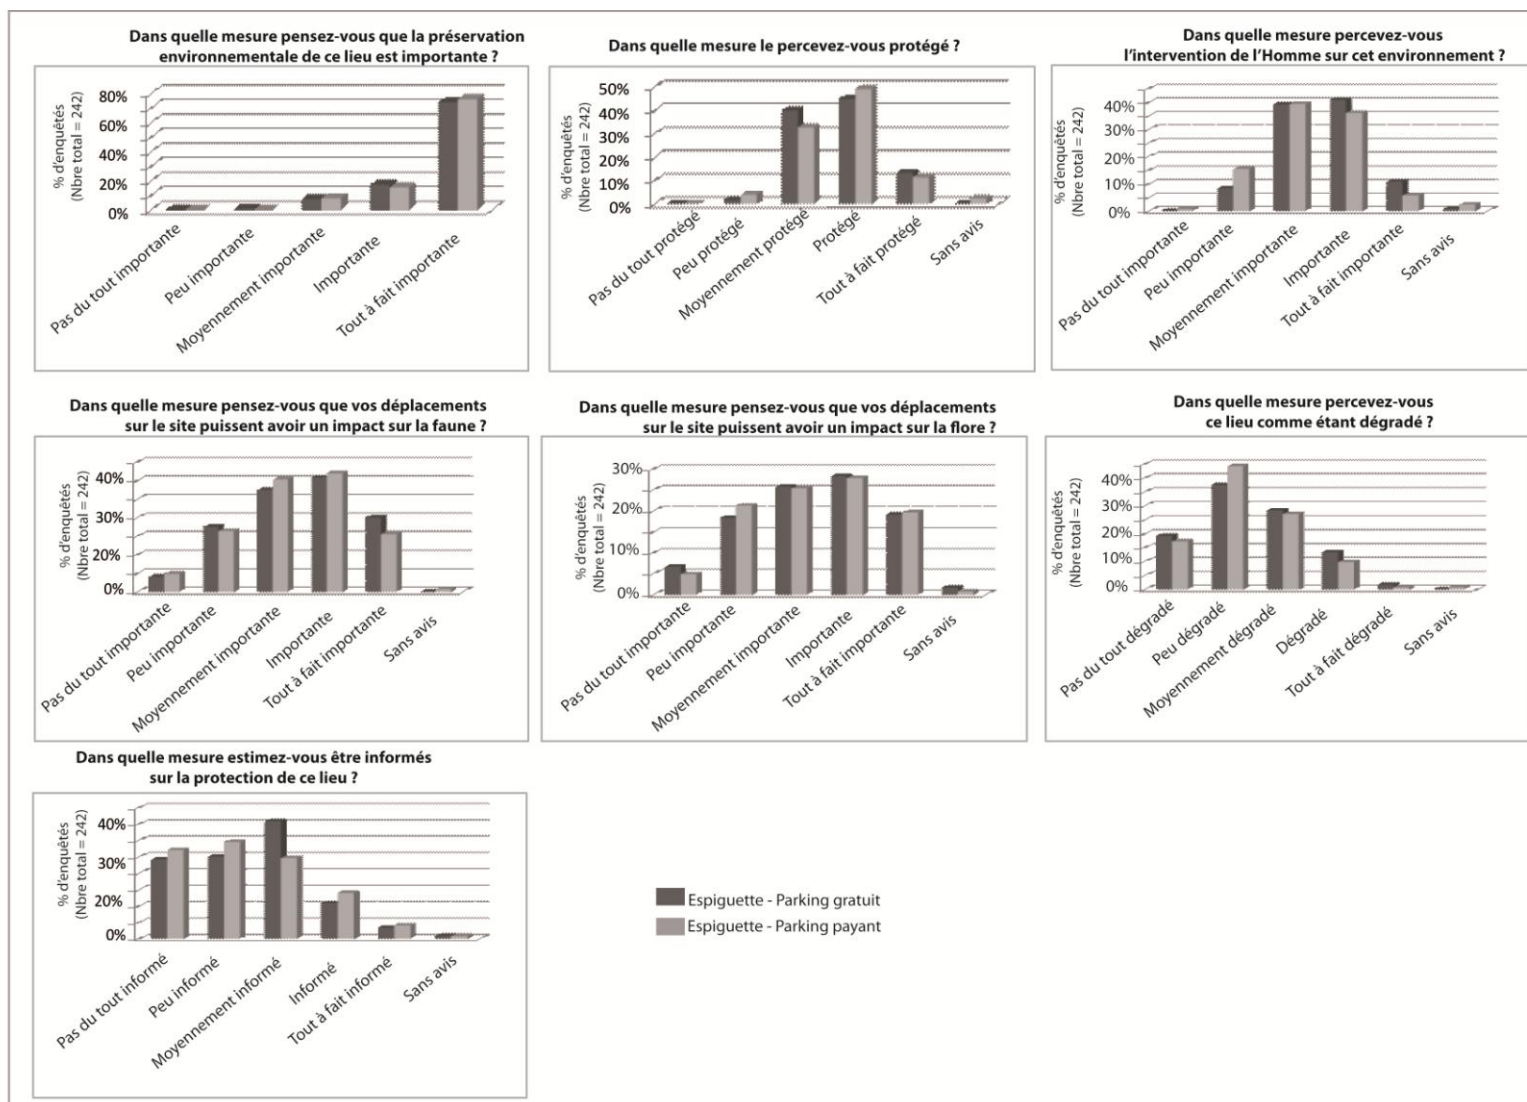 Dans quelle mesure pensez-vous que la préservation
environnementale de ce lieu est importante ?
% d'enquêtés
(Nbre total = 242)
80%
60%
40%
20%
0%
Pas du tout importante
Peu importante
Moyennement importante
Importante
Tout à fait importante
Dans quelle mesure le percevez-vous protégé ?
% d'enquêtés
(Nbre total = 242)
50%
40%
30%
20%
10%
0%
Pas du tout protégé
Peu protégé
Moyennement protégé
Protégé
Tout à fait protégé
Sans avis
Dans quelle mesure percevez-vous
l'intervention de l'Homme sur cet environnement ?
% d'enquêtés
(Nbre total = 242)
40%
30%
20%
10%
0%
Pas du tout importante
Peu importante
Moyennement importante
Importante
Tout à fait importante
Sans avis
Dans quelle mesure pensez-vous que vos déplacements
sur le site puissent avoir un impact sur la faune ?
% d'enquêtés
(Nbre total = 242)
40%
30%
20%
0%
Pas du tout importante
Peu importante
Moyennement importante
Importante
Tout à fait importante
Sans avis
Dans quelle mesure pensez-vous que vos déplacements
sur le site puissent avoir un impact sur la flore ?
% d'enquêtés
(Nbre total = 242)
30%
20%
10%
0%
Pas du tout importante
Peu importante
Moyennement importante
Importante
Tout à fait importante
Sans avis
Dans quelle mesure percevez-vous
ce lieu comme étant dégradé ?
% d'enquêtés
(Nbre total = 242)
40%
30%
20%
10%
0%
Pas du tout dégradé
Peu dégradé
Moyennement dégradé
Dégradé
Tout à fait dégradé
Sans avis
Dans quelle mesure estimez-vous être informés
sur la protection de ce lieu ?
% d'enquêtés
(Nbre total = 242)
40%
30%
20%
0%
Pas du tout informé
Peu informé
Moyennement informé
Informé
Tout à fait informé
Sans avis
Espiguette - Parking gratuit
Espiguette - Parking payant